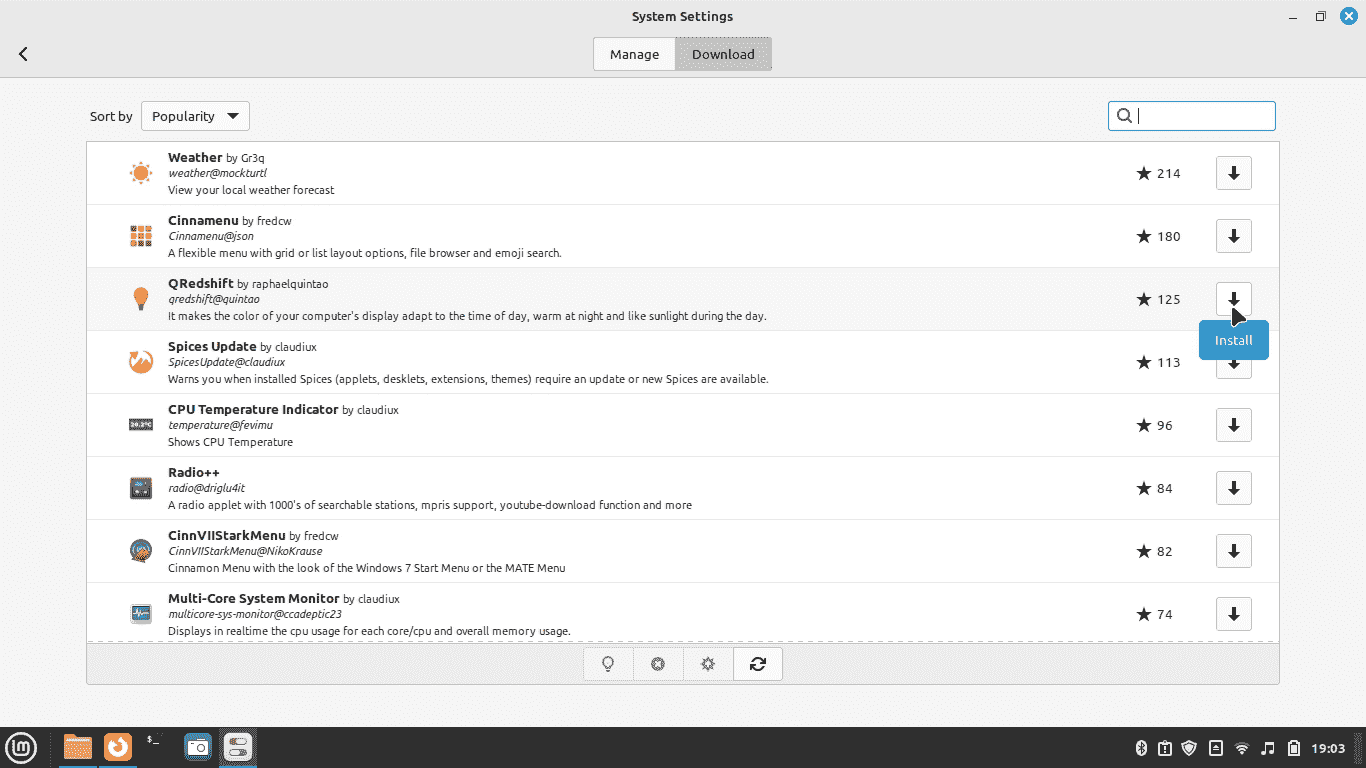 System Settings
Manage Download
Sort by Popularity
Weather by Gr3q
weather@mockturtl
View your local weather forecast
214
Cinnamenu by fredcw
Cinnamenu@json
A flexible menu with grid or list layout options, file browser and emoji search.
180
QRedshift by raphaelquintao
qredshift@quintao
It makes the color of your computer's display adapt to the time of day, warm at night and like sunlight during the day.
125
Install
Spices Update by claudiux
SpicesUpdate@claudiux
Warns you when installed Spices (applets, desklets, extensions, themes) require an update or new Spices are available.
113
CPU Temperature Indicator by claudiux
temperature@fevimu
Shows CPU Temperature
96
Radio++
radio@driglu4it
A radio applet with 1000's of searchable stations, mpris support, youtube-download function and more
84
CinnVIIStarkMenu by fredcw
CinnVIIStarkMenu@NikoKrause
Cinnamon Menu with the look of the Windows 7 Start Menu or the MATE Menu
82
Multi-Core System Monitor by claudiux
multicore-sys-monitor@ccadeptic23
Displays in realtime the cpu usage for each core/cpu and overall memory usage.
74
$_
19:03